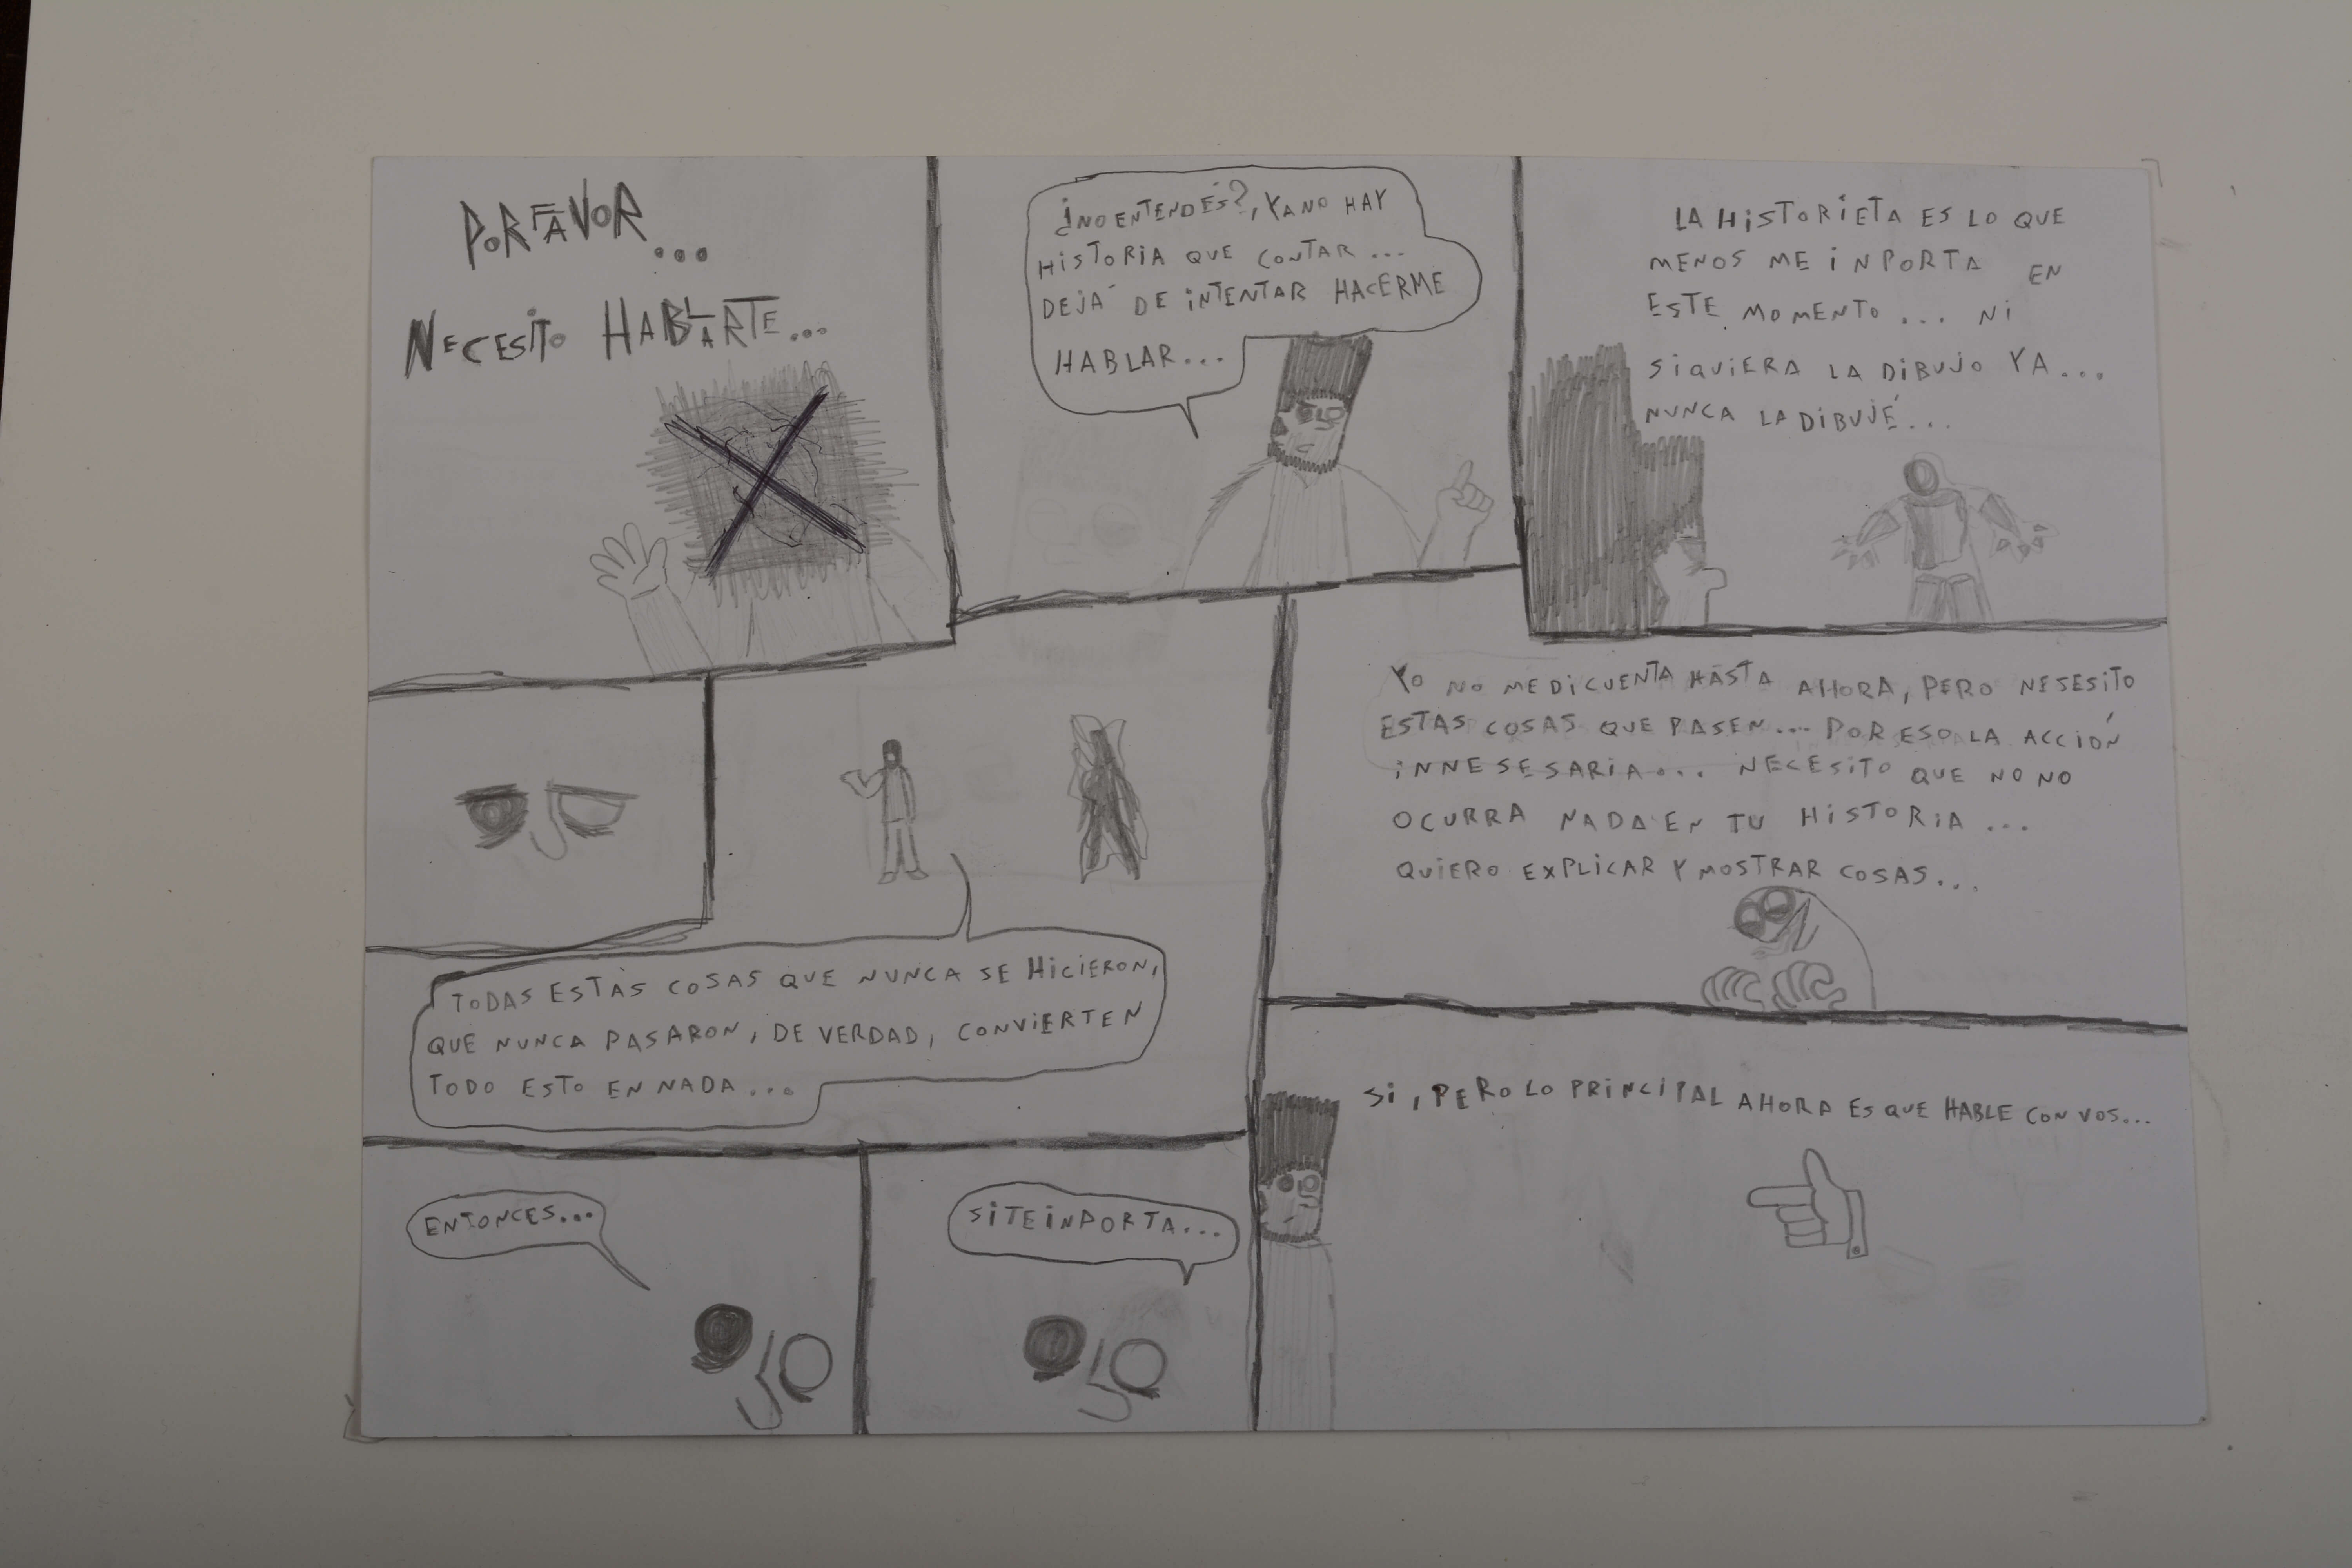 PORFAVOR...
NECESITO HABLARTE...
¿NO ENTENDÉS?, YA NO HAY
HISTORIA QUE CONTAR...
DEJÁ DE INTENTAR HACERME
HABLAR...
LA HISTORIETA ES LO QUE
MENOS ME INPORTA EN
ESTE MOMENTO... NI
SIQUIERA LA DIBUJO YA...
NUNCA LA DIBUJÉ...
TODAS ESTAS COSAS QUE NUNCA SE HICIERON,
QUE NUNCA PASARON, DE VERDAD, CONVIERTEN
TODO ESTO EN NADA...
YO NO ME DI CUENTA HASTA AHORA, PERO NESESITO
ESTAS COSAS QUE PASEN... POR ESO LA ACCIÓN
INNESESARIA... NECESITO QUE NO NO
OCURRA NADA EN TU HISTORIA...
QUIERO EXPLICAR Y MOSTRAR COSAS...
ENTONCES...
SI TE INPORTA...
SI, PERO LO PRINCIPAL AHORA ES QUE HABLE CON VOS...